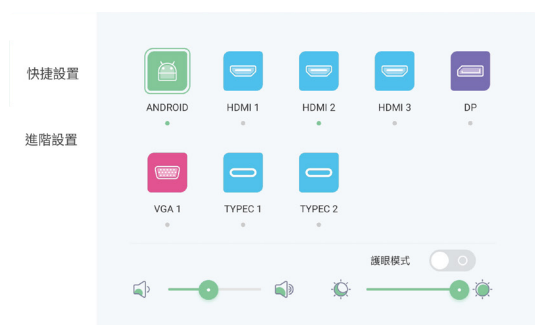 快捷設置
進階設置
ANDROID
HDMI 1
HDMI 2
HDMI 3
DP
VGA 1
TYPEC 1
TYPEC 2
護眼模式